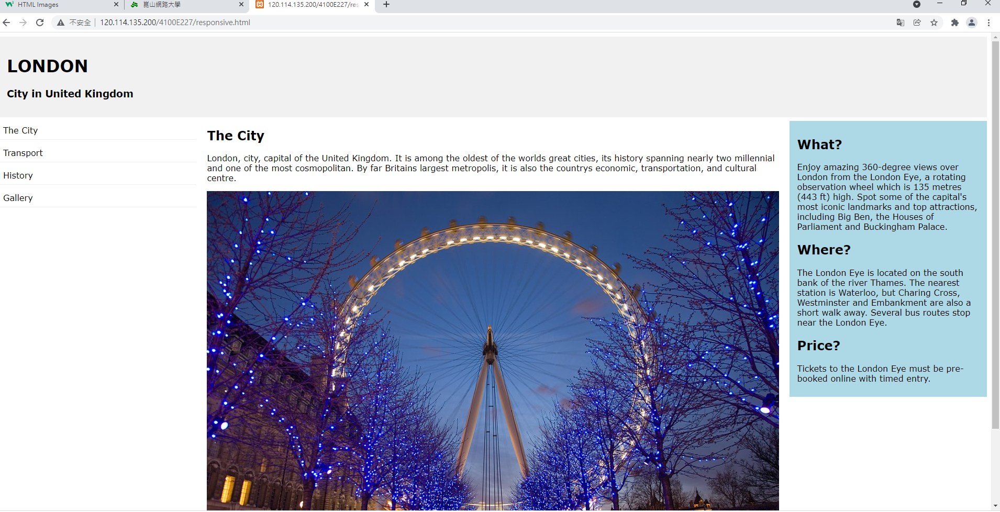 HTML Images
崑山網路大學
120.114.135.200/4100E227/res
不安全
120.114.135.200/4100E227/responsive.html
LONDON
City in United Kingdom
The City
Transport
History
Gallery
The City
London, city, capital of the United Kingdom. It is among the oldest of the worlds great cities, its history spanning nearly two millennial
and one of the most cosmopolitan. By far Britains largest metropolis, it is also the countrys economic, transportation, and cultural
centre.
What?
Enjoy amazing 360-degree views over
London from the London Eye, a rotating
observation wheel which is 135 metres
(443 ft) high. Spot some of the capital's
most iconic landmarks and top attractions,
including Big Ben, the Houses of
Parliament and Buckingham Palace.
Where?
The London Eye is located on the south
bank of the river Thames. The nearest
station is Waterloo, but Charing Cross,
Westminster and Embankment are also a
short walk away. Several bus routes stop
near the London Eye.
Price?
Tickets to the London Eye must be pre-
booked online with timed entry.